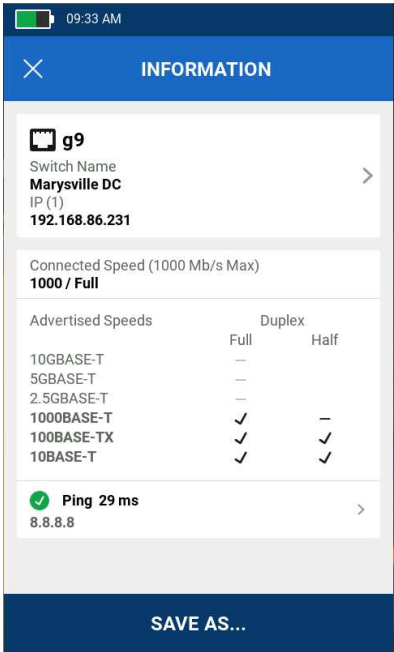 09:33 AM
INFORMATION
g9
Switch Name
Marysville DC
IP (1)
192.168.86.231
Connected Speed (1000 Mb/s Max)
1000 / Full
Advertised Speeds Duplex
Full Half
10GBASE-T —
5GBASE-T —
2.5GBASE-T —
1000BASE-T ✓ —
100BASE-TX ✓ ✓
10BASE-T ✓ ✓
Ping 29 ms
8.8.8.8
SAVE AS...